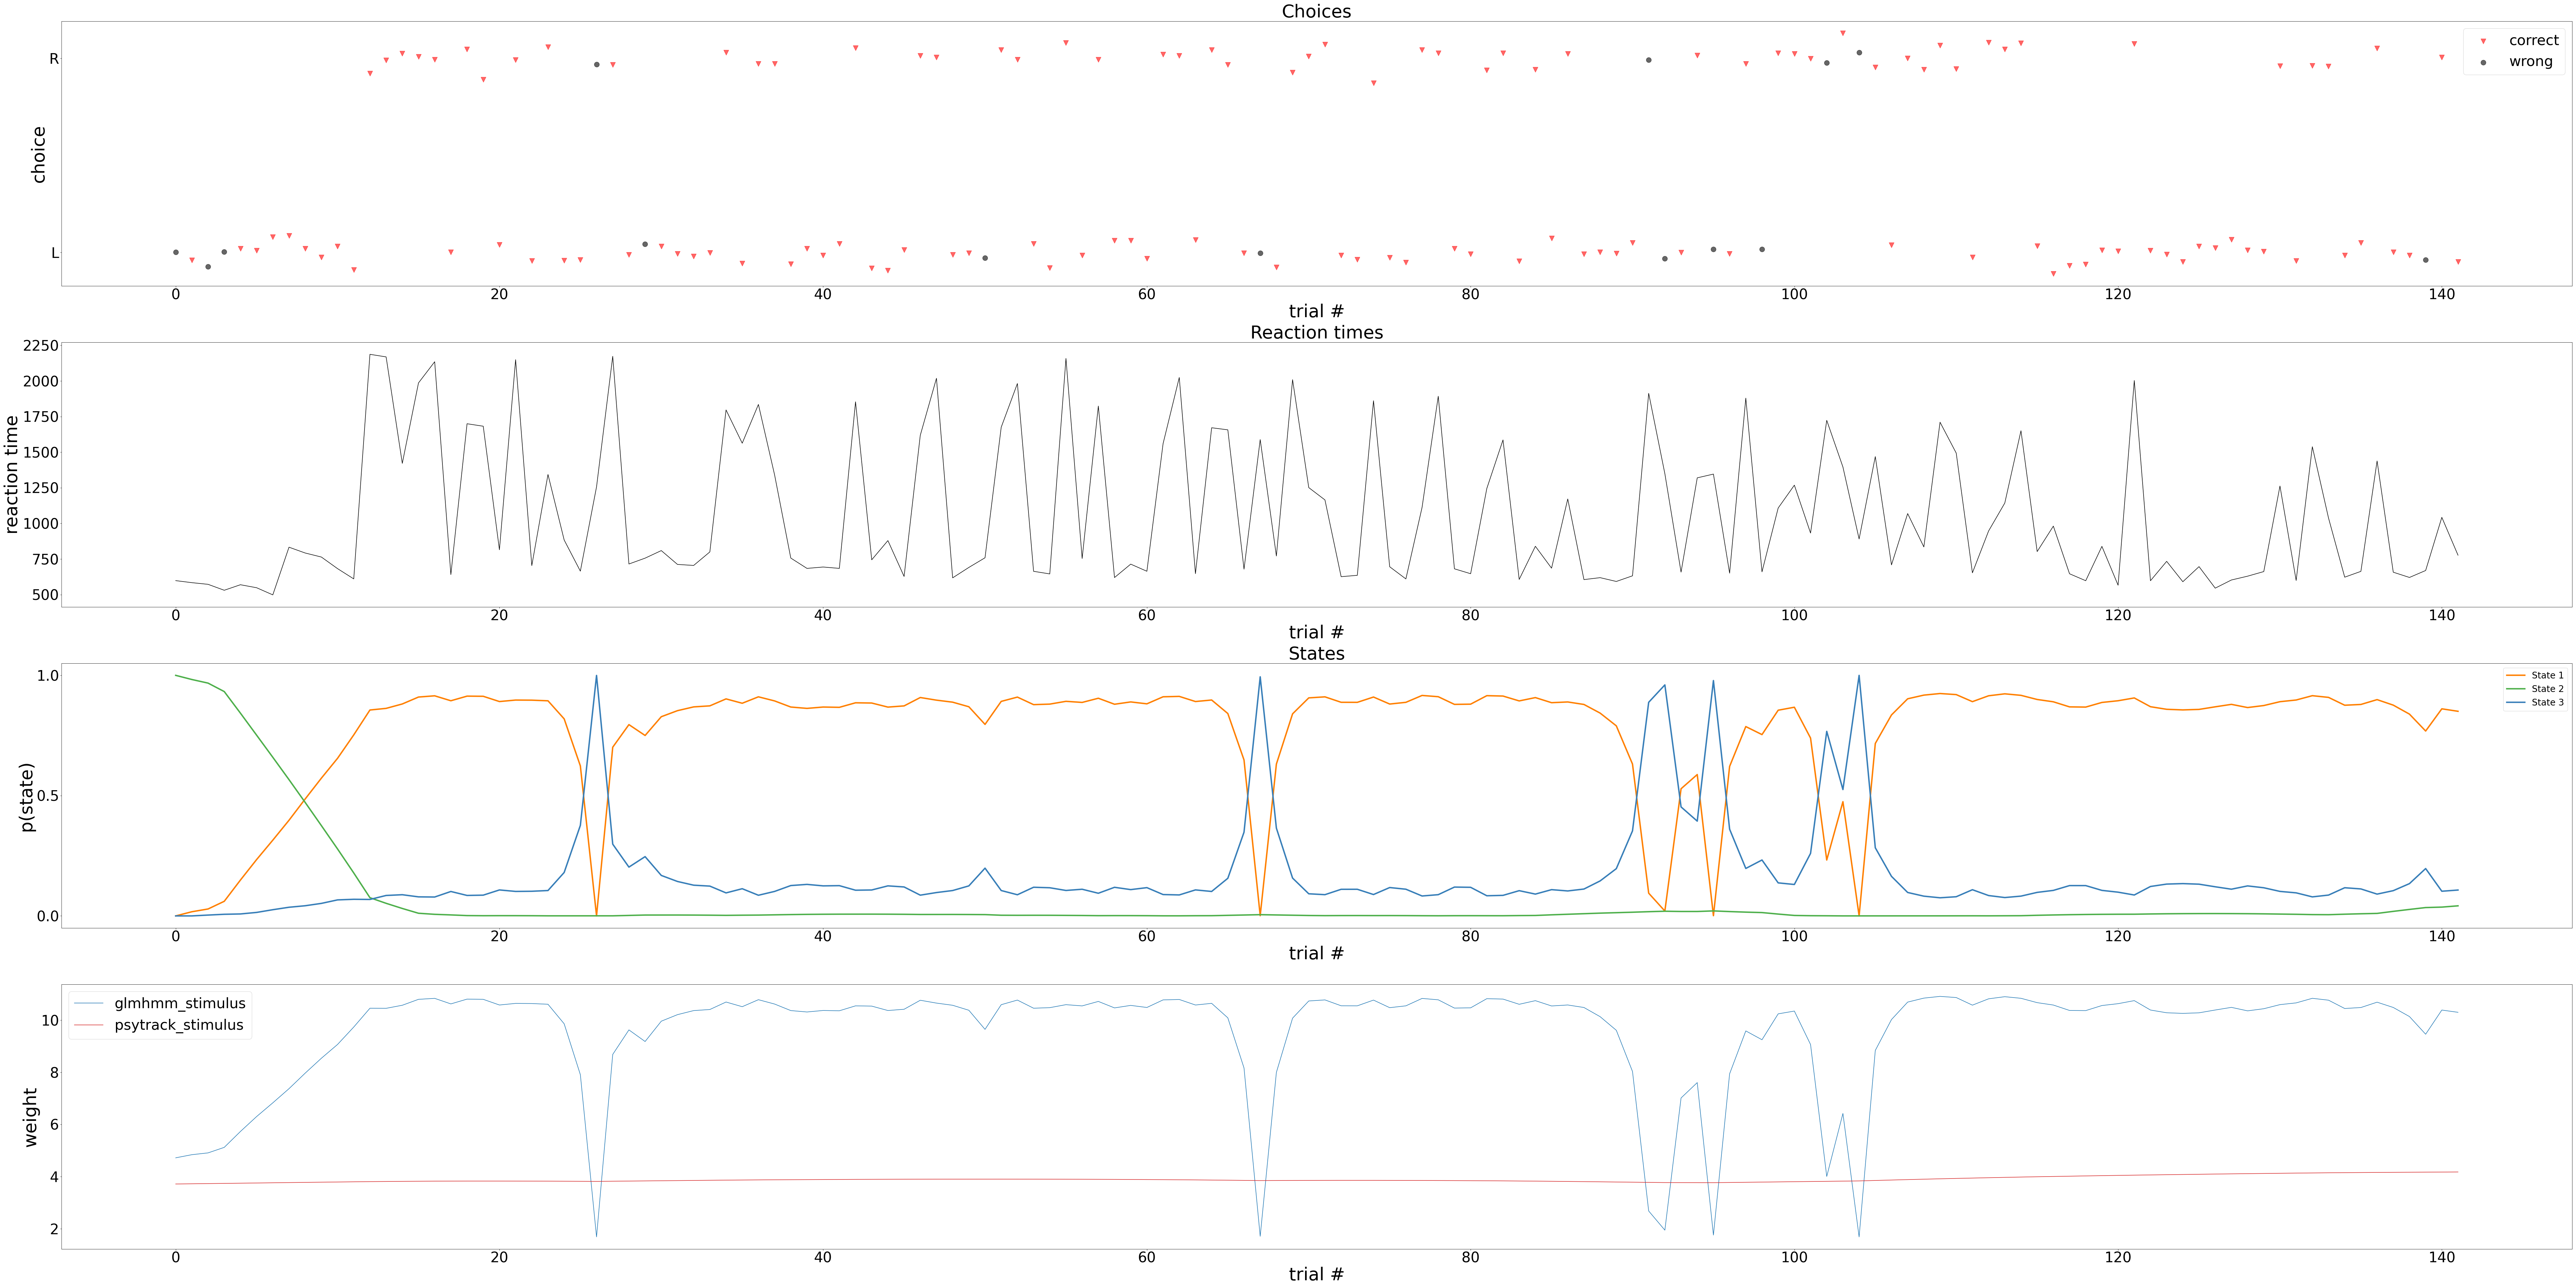 Choices
R
L
choice
correct
wrong
0 20 40 60 80 100 120 140
trial #
Reaction times
2250
2000
1750
1500
1250
1000
750
500
reaction time
0 20 40 60 80 100 120 140
trial #
States
1.0
0.5
0.0
p(state)
State 1
State 2
State 3
0 20 40 60 80 100 120 140
trial #
glmhmm_stimulus
psytrack_stimulus
10
8
6
4
2
weight
0 20 40 60 80 100 120 140
trial #